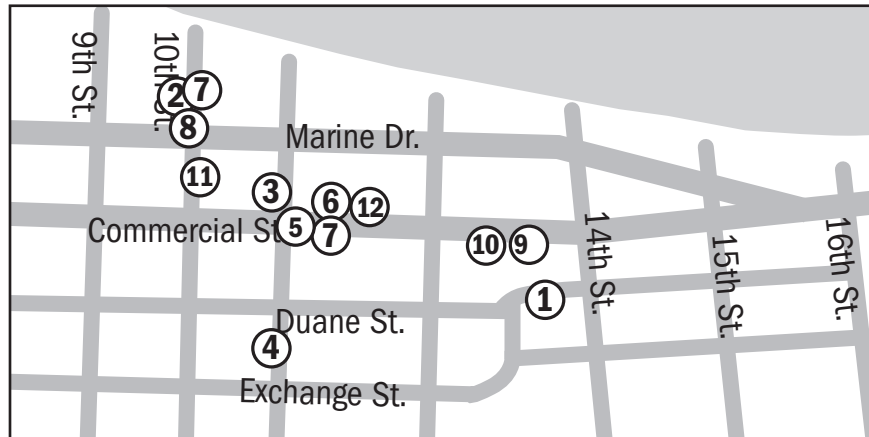 9th St.
10th St.
2
7
8
Marine Dr.
11
3
6
12
Commercial St
5
7
10
9
14th St.
15th St.
16th St.
1
Duane St.
4
Exchange St.